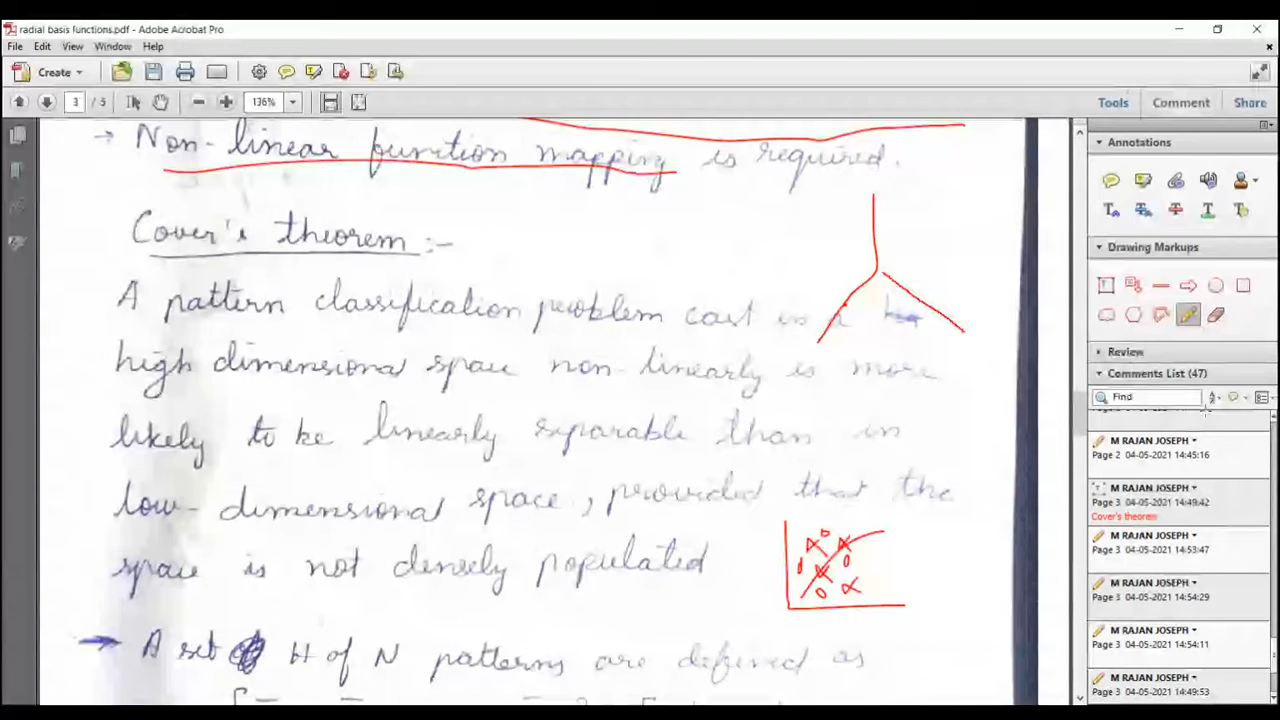 radial basis functions.pdf - Adobe Acrobat Pro
File Edit View Window Help
Create
3 / 5 136% Tools Comment Share
→ Non-linear function mapping is required.
Cover's theorem :-
A pattern classification problem cast in a
high dimensional space non-linearly is more
likely to be linearly separable than in
low-dimensional space, provided that the
space is not densely populated
→ A set H of N patterns are defined as
Annotations
Drawing Markups
Review
Comments List (47)
Find
M RAJAN JOSEPH
Page 2 04-05-2021 14:45:16
M RAJAN JOSEPH
Page 3 04-05-2021 14:49:42
Cover's theorem
M RAJAN JOSEPH
Page 3 04-05-2021 14:53:47
M RAJAN JOSEPH
Page 3 04-05-2021 14:54:29
M RAJAN JOSEPH
Page 3 04-05-2021 14:54:11
M RAJAN JOSEPH
Page 3 04-05-2021 14:49:53